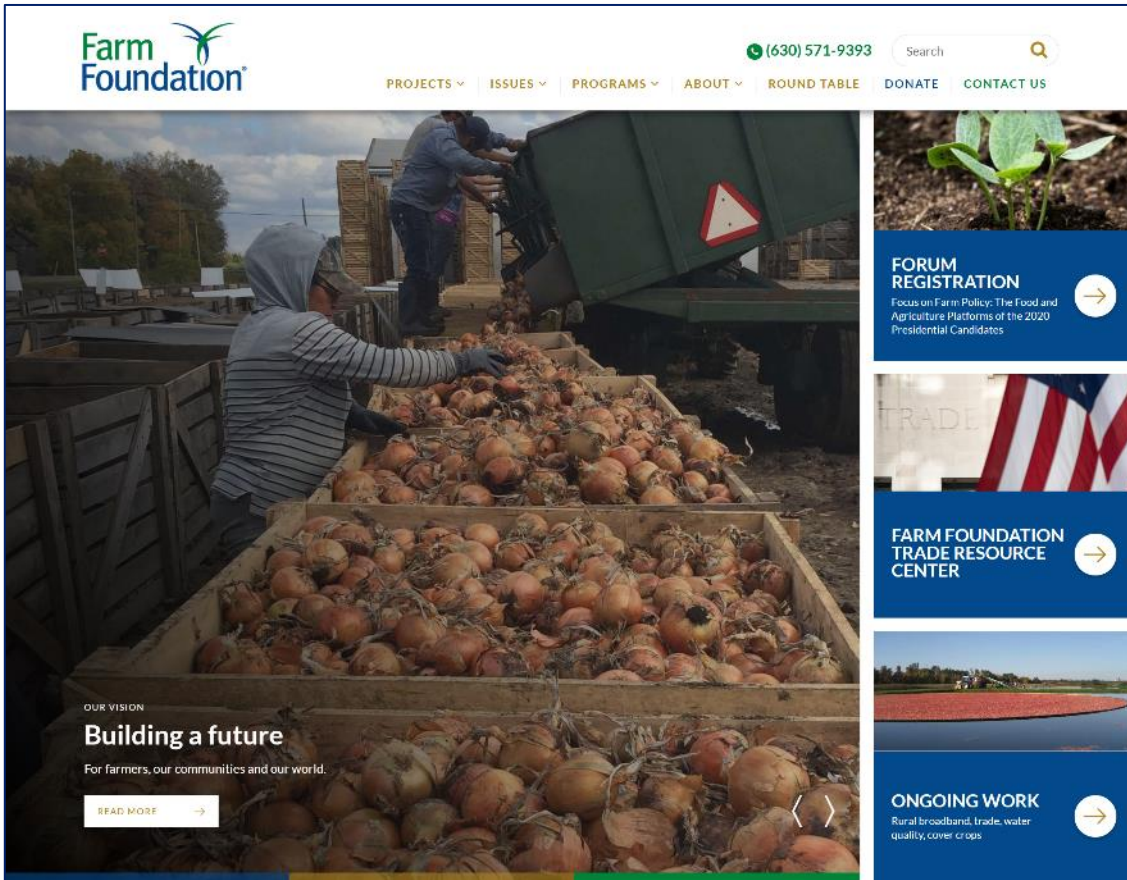 Farm
Foundation®
(630) 571-9393
Search
PROJECTS
ISSUES
PROGRAMS
ABOUT
ROUND TABLE
DONATE
CONTACT US
OUR VISION
Building a future
For farmers, our communities and our world.
READ MORE
FORUM
REGISTRATION
Focus on Farm Policy: The Food and
Agriculture Platforms of the 2020
Presidential Candidates
TRADE
FARM FOUNDATION
TRADE RESOURCE
CENTER
ONGOING WORK
Rural broadband, trade, water
quality, cover crops